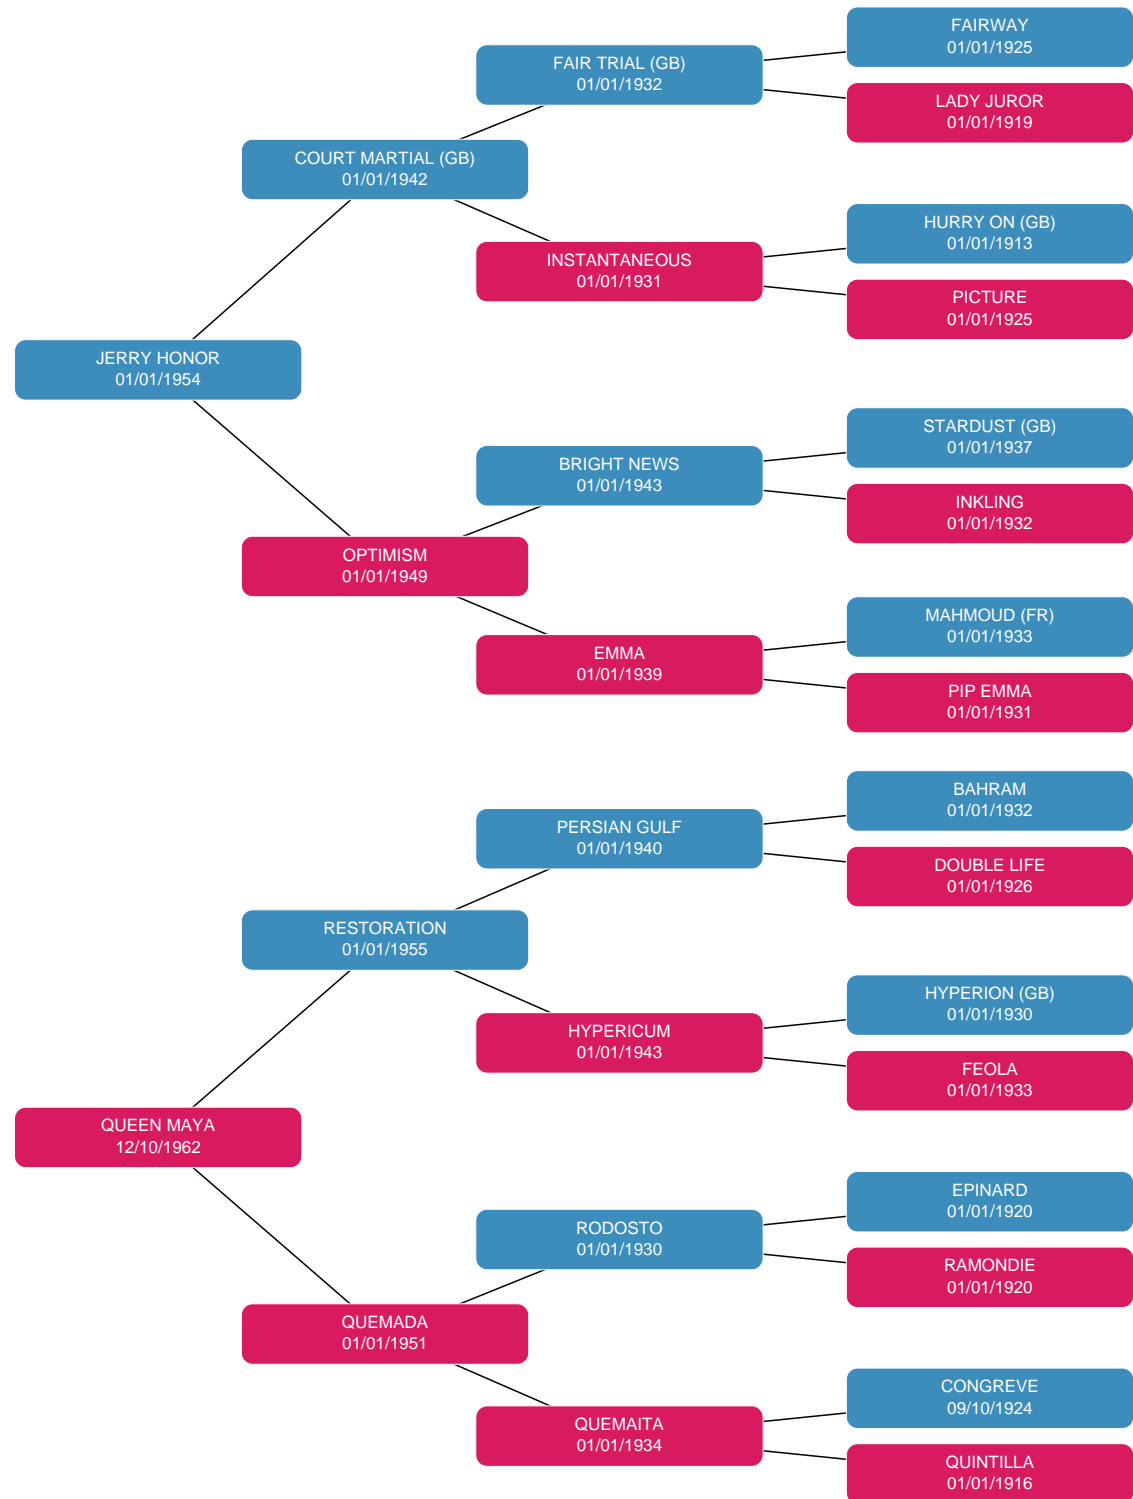 FAIRWAY
01/01/1925
FAIR TRIAL (GB)
01/01/1932
LADY JUROR
01/01/1919
COURT MARTIAL (GB)
01/01/1942
HURRY ON (GB)
01/01/1913
INSTANTANEOUS
01/01/1931
PICTURE
01/01/1925
JERRY HONOR
01/01/1954
STARDUST (GB)
01/01/1937
BRIGHT NEWS
01/01/1943
INKLING
01/01/1932
OPTIMISM
01/01/1949
MAHMOUD (FR)
01/01/1933
EMMA
01/01/1939
PIP EMMA
01/01/1931
BAHRAM
01/01/1932
PERSIAN GULF
01/01/1940
DOUBLE LIFE
01/01/1926
RESTORATION
01/01/1955
HYPERION (GB)
01/01/1930
HYPERICUM
01/01/1943
FEOLA
01/01/1933
QUEEN MAYA
12/10/1962
EPINARD
01/01/1920
RODOSTO
01/01/1930
RAMONDIE
01/01/1920
QUEMADA
01/01/1951
CONGREVE
09/10/1924
QUEMAITA
01/01/1934
QUINTILLA
01/01/1916